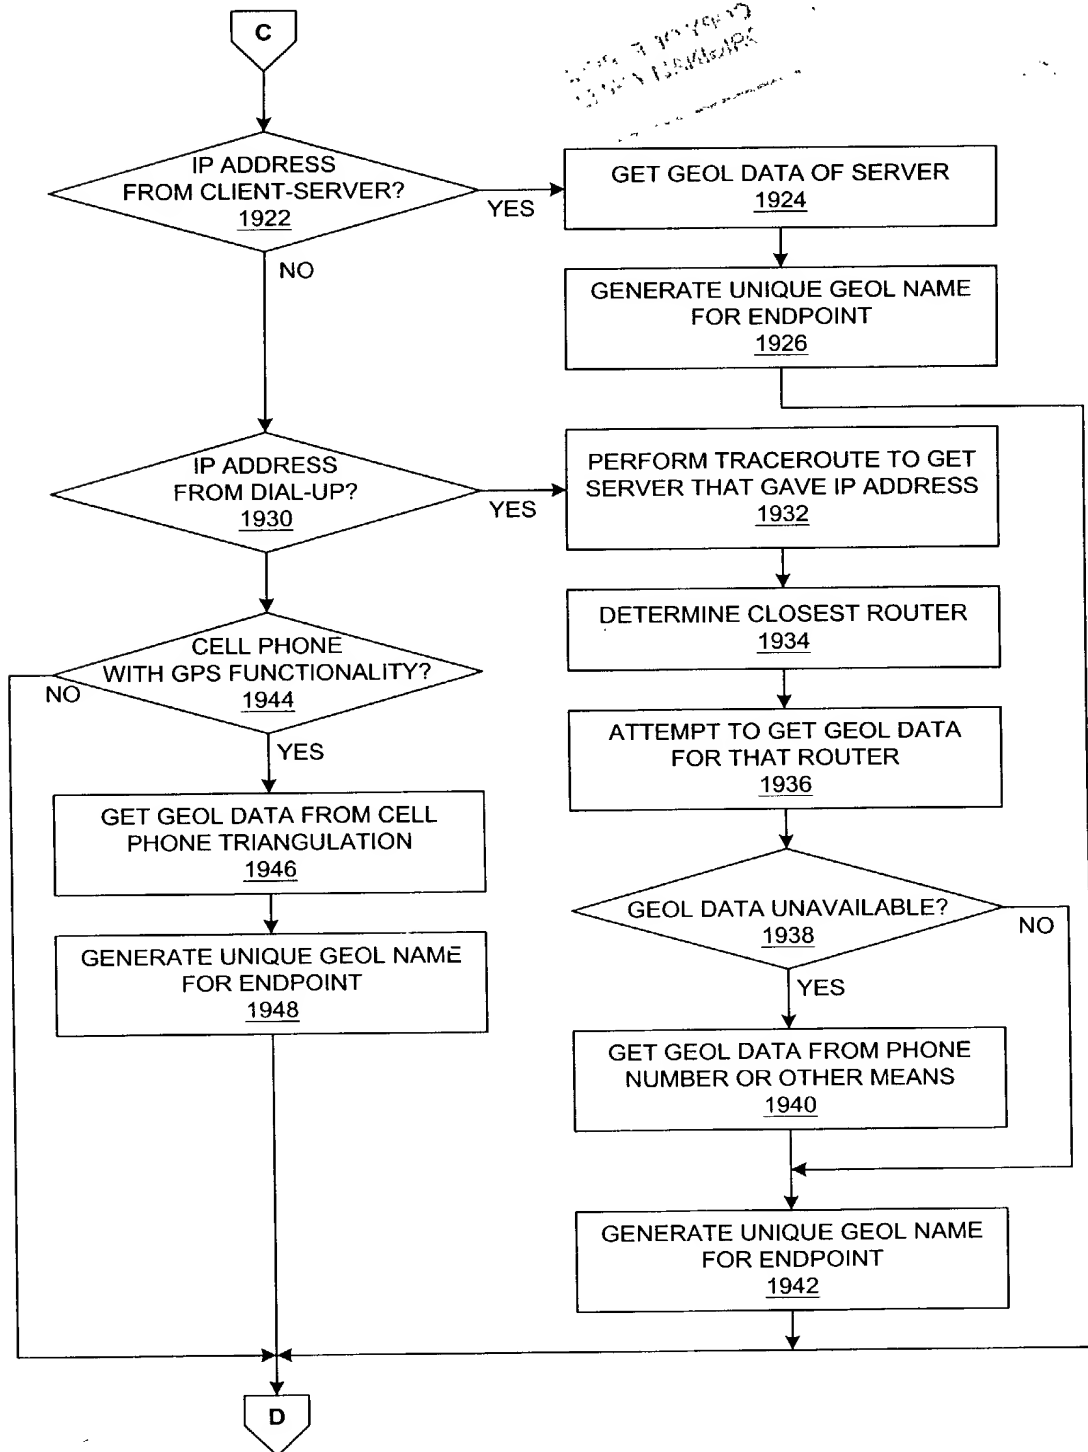 C
IP ADDRESS
FROM CLIENT-SERVER?
1922
YES
NO
GET GEOL DATA OF SERVER
1924
GENERATE UNIQUE GEOL NAME
FOR ENDPOINT
1926
IP ADDRESS
FROM DIAL-UP?
1930
YES
PERFORM TRACEROUTE TO GET
SERVER THAT GAVE IP ADDRESS
1932
DETERMINE CLOSEST ROUTER
1934
CELL PHONE
WITH GPS FUNCTIONALITY?
1944
NO
YES
ATTEMPT TO GET GEOL DATA
FOR THAT ROUTER
1936
GET GEOL DATA FROM CELL
PHONE TRIANGULATION
1946
GEOL DATA UNAVAILABLE?
1938
NO
YES
GENERATE UNIQUE GEOL NAME
FOR ENDPOINT
1948
GET GEOL DATA FROM PHONE
NUMBER OR OTHER MEANS
1940
GENERATE UNIQUE GEOL NAME
FOR ENDPOINT
1942
D